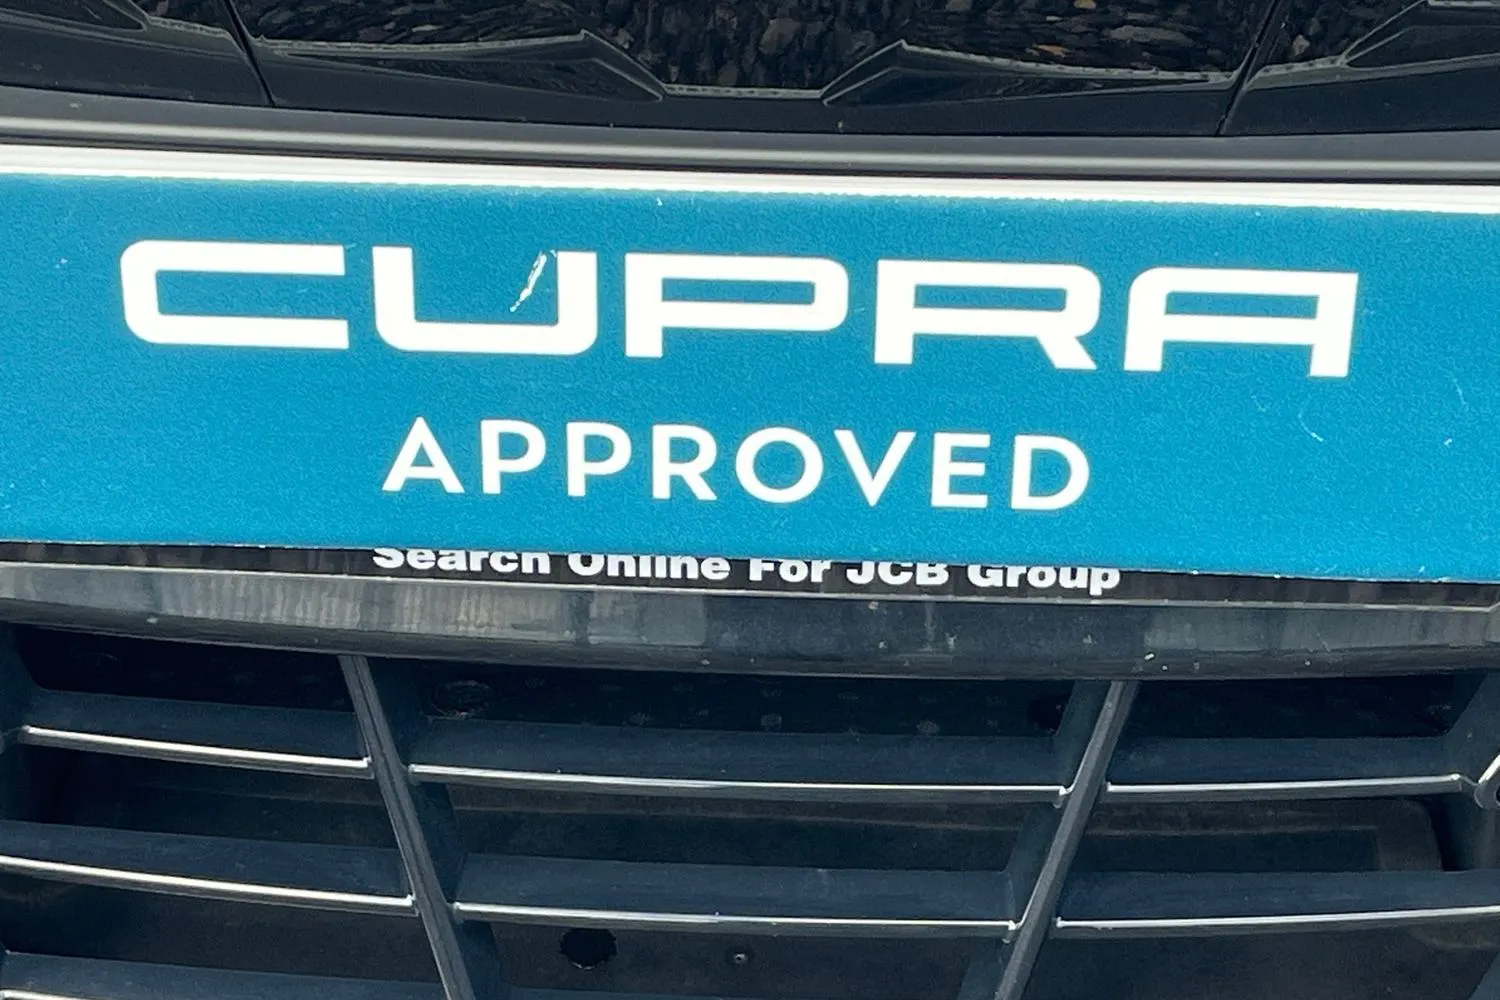 CUPRA
APPROVED
Search Online For JCB Group